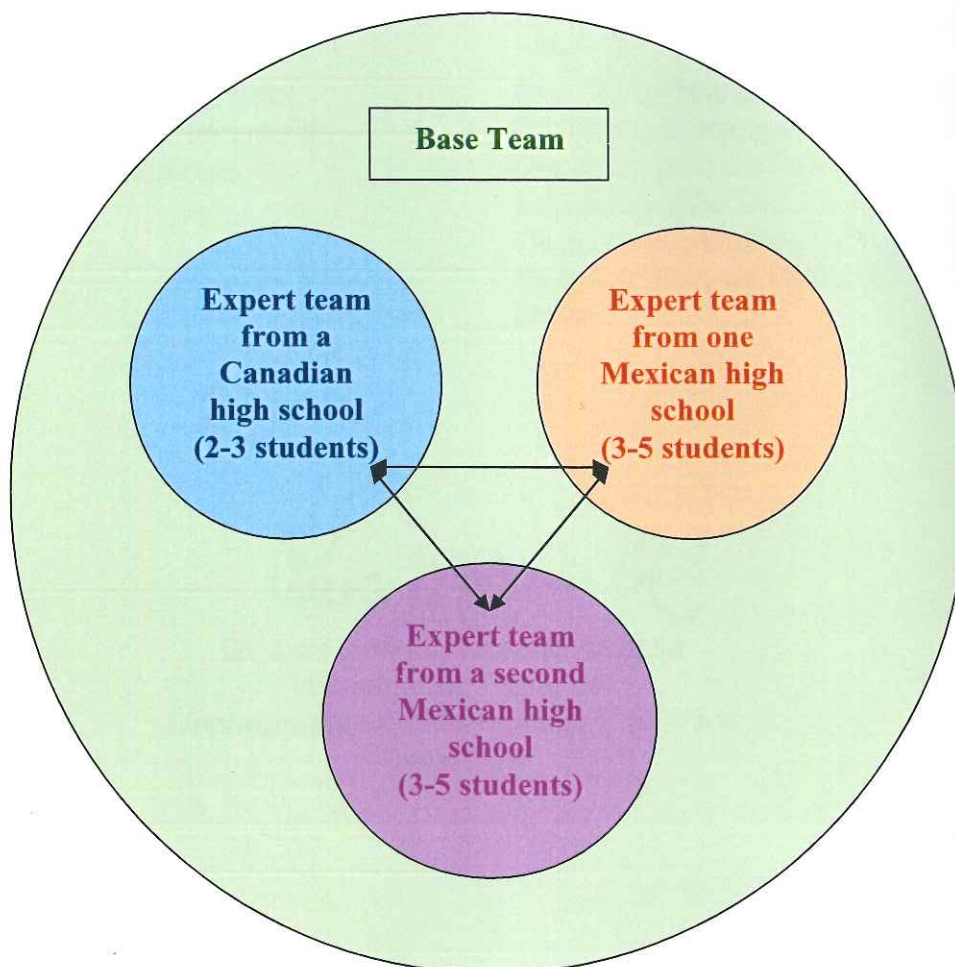 Base Team
Expert team
from a
Canadian
high school
(2-3 students)
Expert team
from one
Mexican high
school
(3-5 students)
Expert team
from a second
Mexican high
school
(3-5 students)